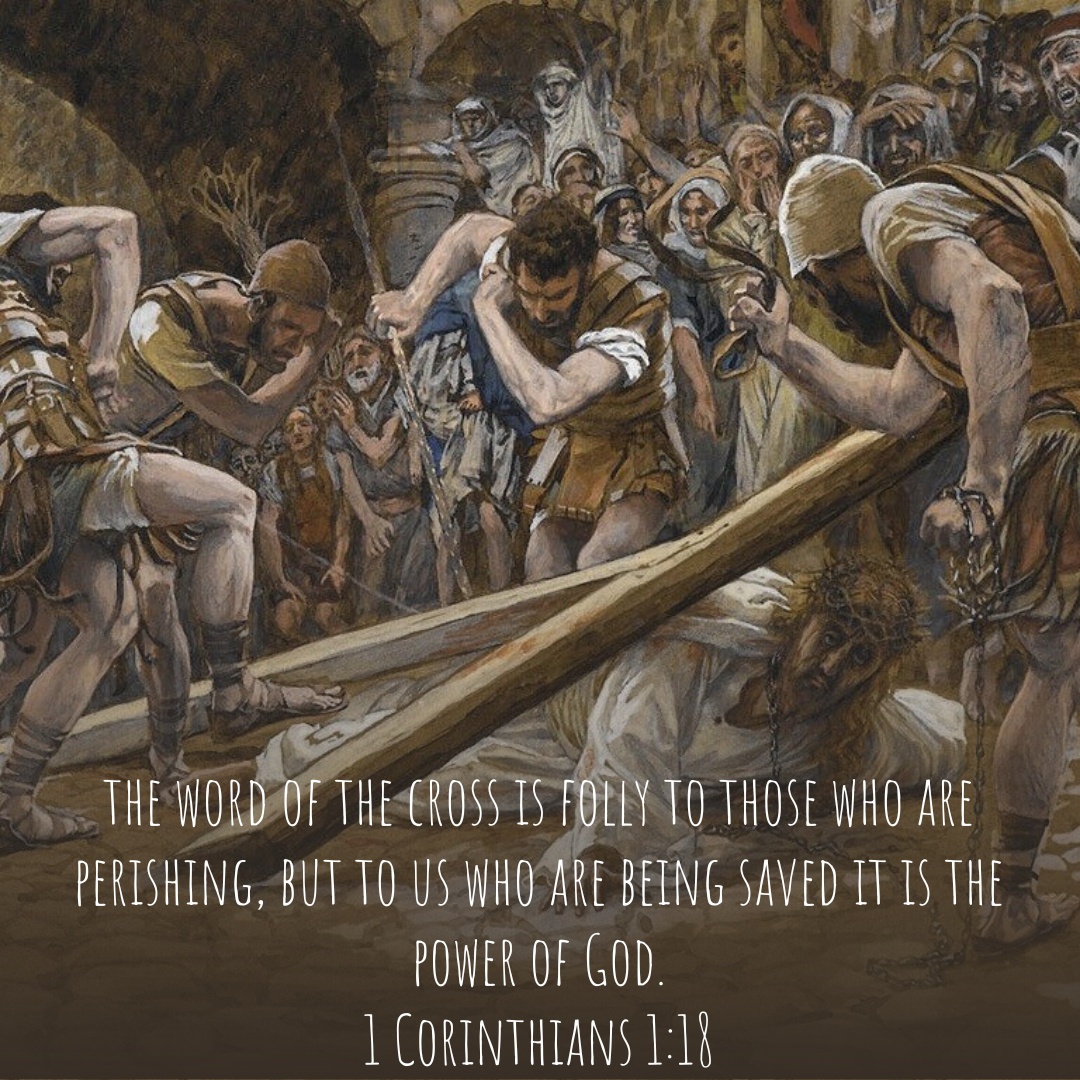 the word of the cross is folly to those who are
perishing, but to us who are being saved it is the
power of God.
1 Corinthians 1:18